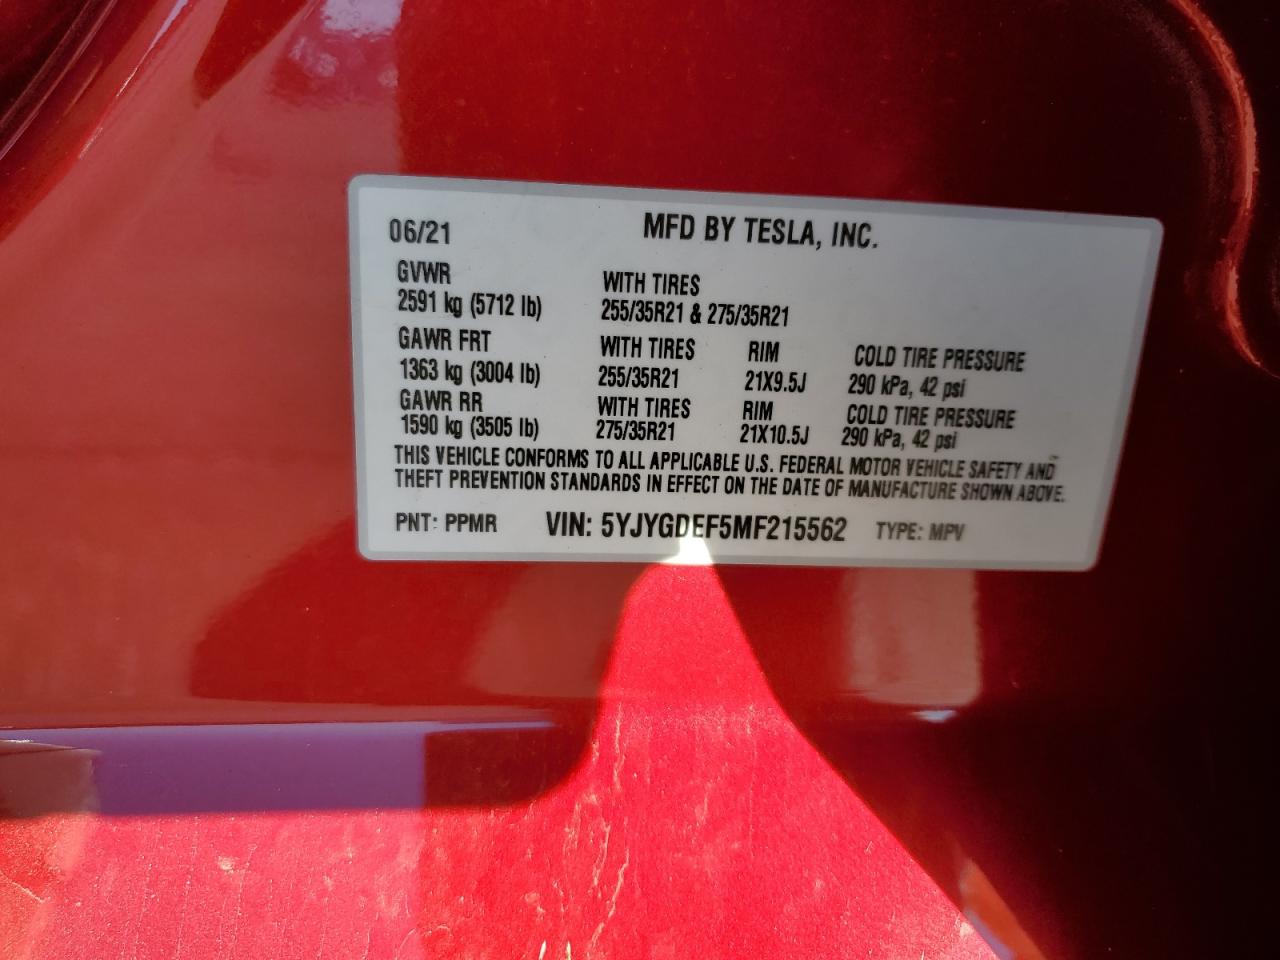 06/21 MFD BY TESLA, INC.
GVWR WITH TIRES
2591 kg (5712 lb) 255/35R21 & 275/35R21
GAWR FRT WITH TIRES RIM COLD TIRE PRESSURE
1363 kg (3004 lb) 255/35R21 21X9.5J 290 kPa, 42 psi
GAWR RR WITH TIRES RIM COLD TIRE PRESSURE
1590 kg (3505 lb) 275/35R21 21X10.5J 290 kPa, 42 psi
THIS VEHICLE CONFORMS TO ALL APPLICABLE U.S. FEDERAL MOTOR VEHICLE SAFETY AND
THEFT PREVENTION STANDARDS IN EFFECT ON THE DATE OF MANUFACTURE SHOWN ABOVE.
PNT: PPMR VIN: 5YJYGDEF5MF215562 TYPE: MPV